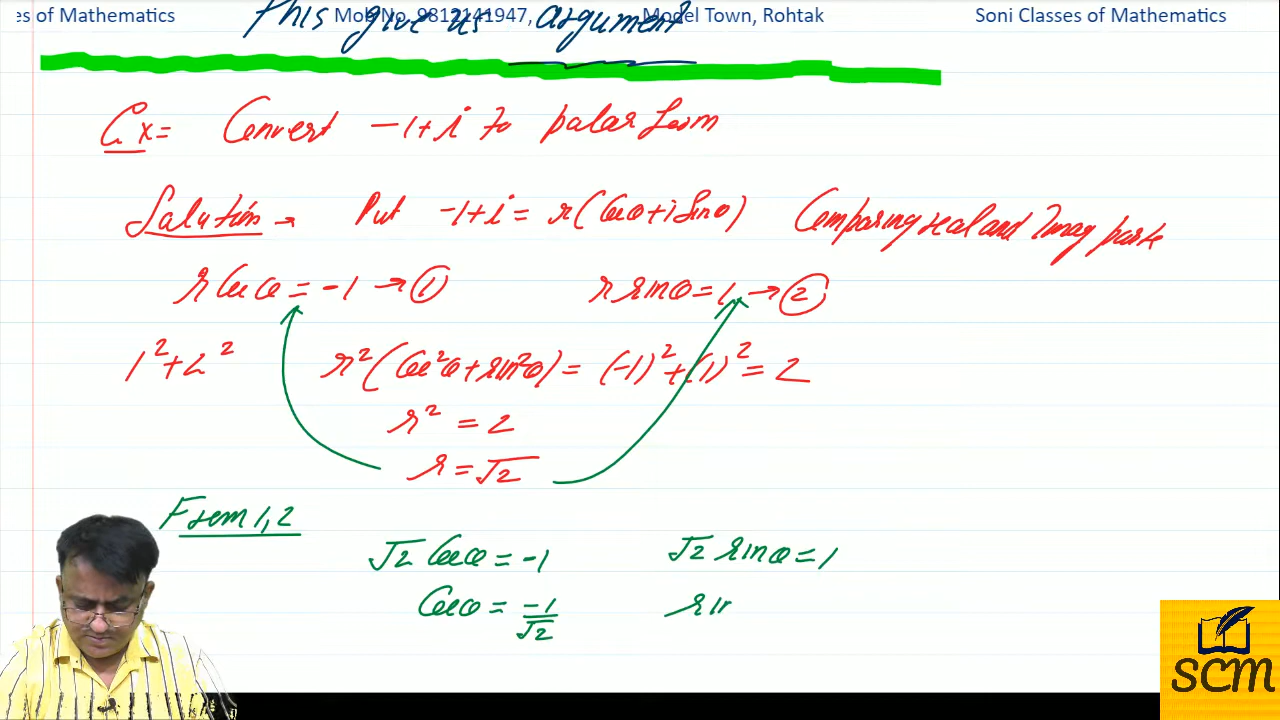 es of Mathematics Mob No. 9812141947, Model Town, Rohtak Soni Classes of Mathematics
This give us argument
Ex= Convert -1+i to polar form
Solution → Put -1+i = r(Cosθ+i Sinθ) Comparing real and Imag parts
r Cosθ = -1 → ① r sinθ = 1 → ②
1²+2² r²(Cos²θ+sin²θ) = (-1)²+(1)² = 2
r² = 2
r = √2
From 1,2
√2 Cosθ = -1 √2 sinθ = 1
Cosθ = -1/√2 sin
SCM